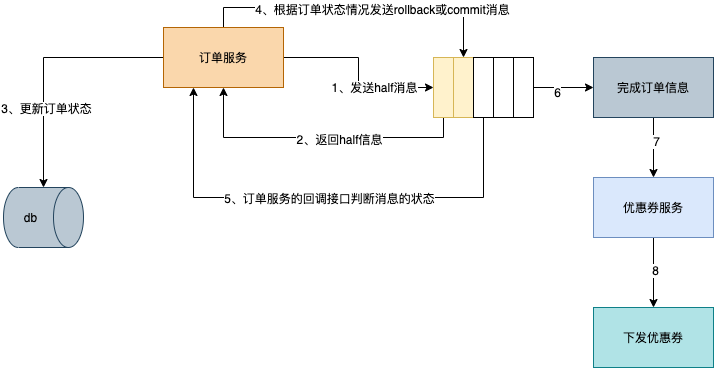 4、根据订单状态情况发送rollback或commit消息
订单服务
1、发送half消息
6
完成订单信息
3、更新订单状态
2、返回half信息
7
5、订单服务的回调接口判断消息的状态
优惠券服务
db
8
下发优惠券